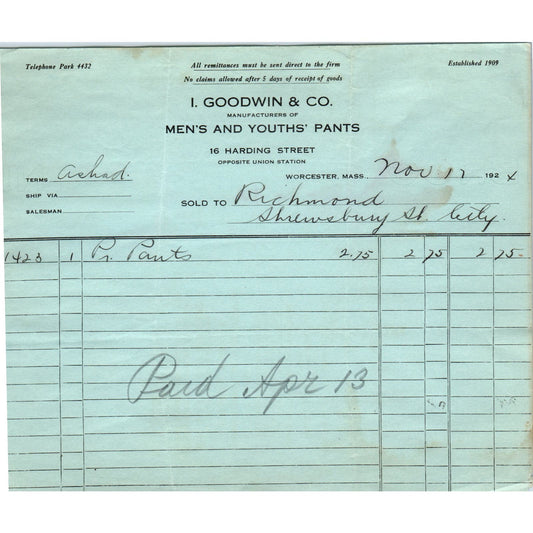 Telephone Park 4432
All remittances must be sent direct to the firm
Established 1909
No claims allowed after 5 days of receipt of goods
I. GOODWIN & CO.
MANUFACTURERS OF
MEN'S AND YOUTHS' PANTS
16 HARDING STREET
OPPOSITE UNION STATION
WORCESTER, MASS. Nov 17 1924
TERMS
SHIP VIA
SALESMAN
SOLD TO Richmond
Shrewsbury St. City.
1423 1 Pr. Pants 2.75 2 75 2 75
Paid Apr 13